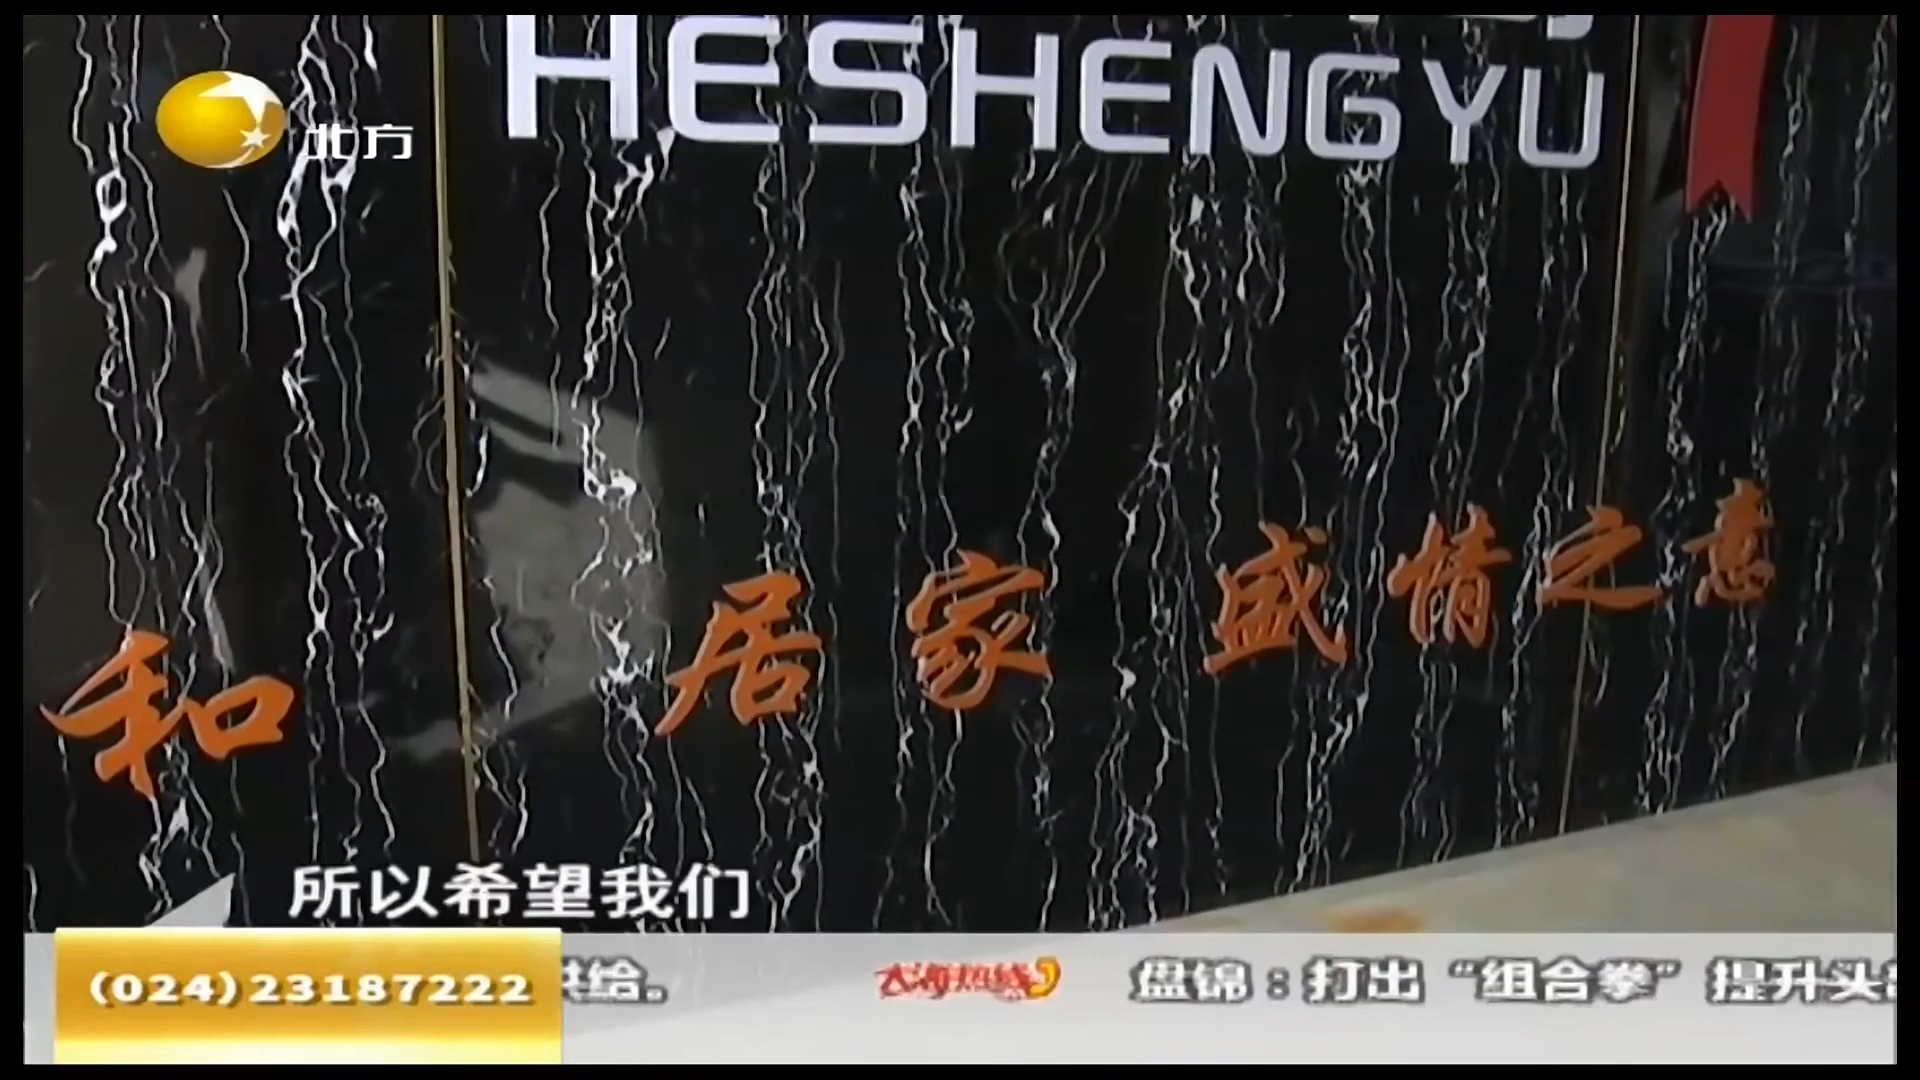 HESHENGYU
北方
和 居家 盛情之意
所以希望我们
(024)23187222
供给。 盘锦：打出“组合拳”提升